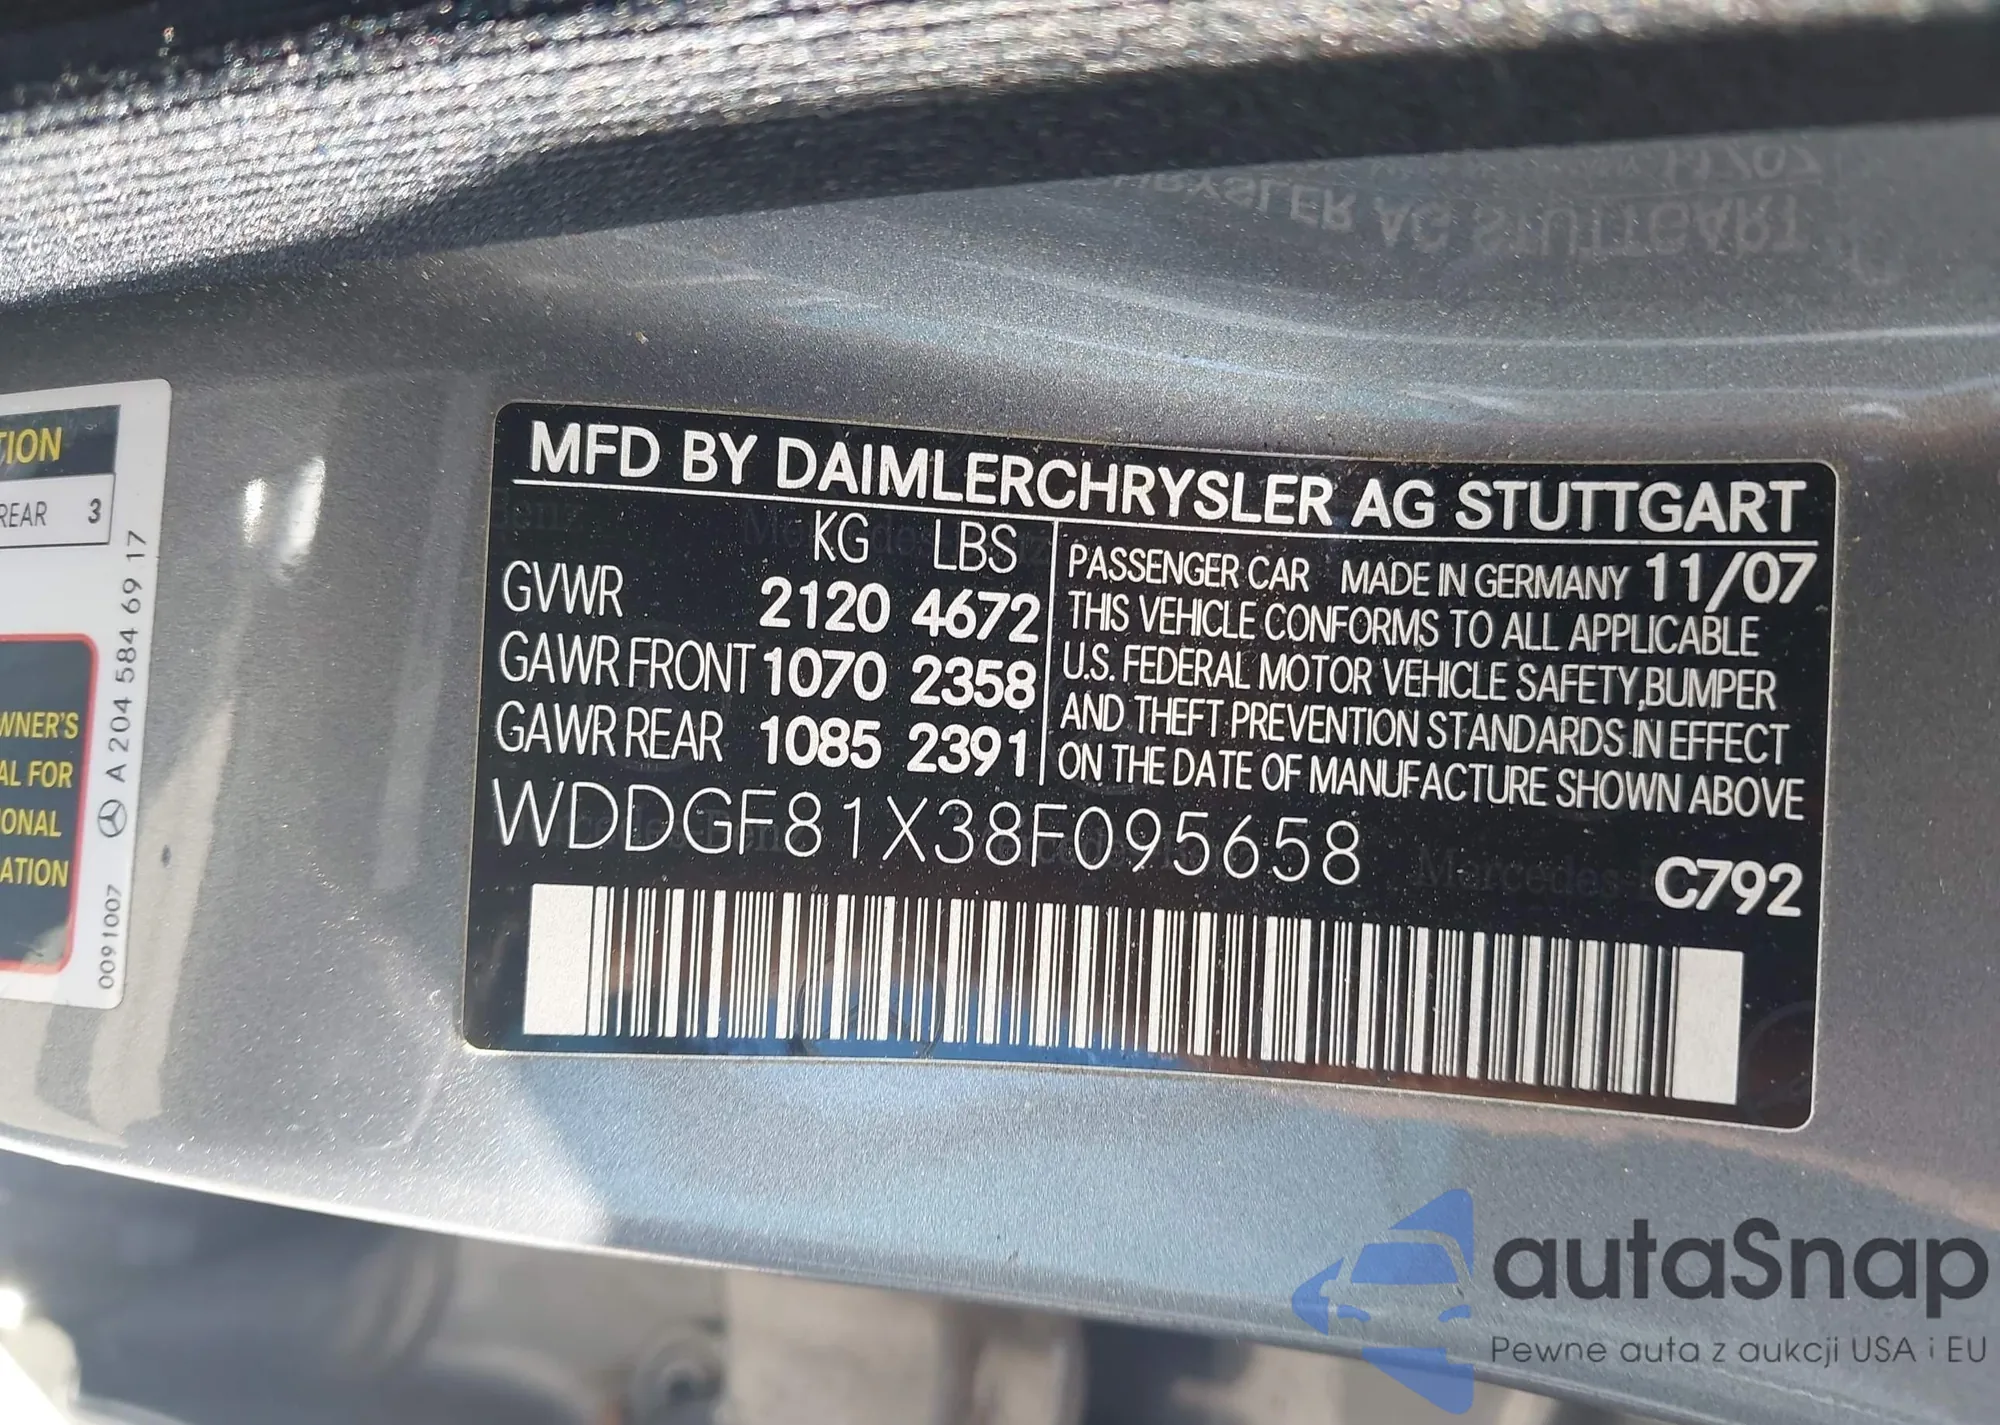 MFD BY DAIMLERCHRYSLER AG STUTTGART
KG LBS
GVWR 2120 4672
GAWR FRONT 1070 2358
GAWR REAR 1085 2391
PASSENGER CAR MADE IN GERMANY 11/07
THIS VEHICLE CONFORMS TO ALL APPLICABLE
U.S. FEDERAL MOTOR VEHICLE SAFETY,BUMPER
AND THEFT PREVENTION STANDARDS IN EFFECT
ON THE DATE OF MANUFACTURE SHOWN ABOVE
WDDGF81X38F095658
C792
TION
REAR 3
WNER'S
AL FOR
ONAL
ATION
0091007 A 204 584 69 17
autaSnap
Pewne auta z aukcji USA i EU